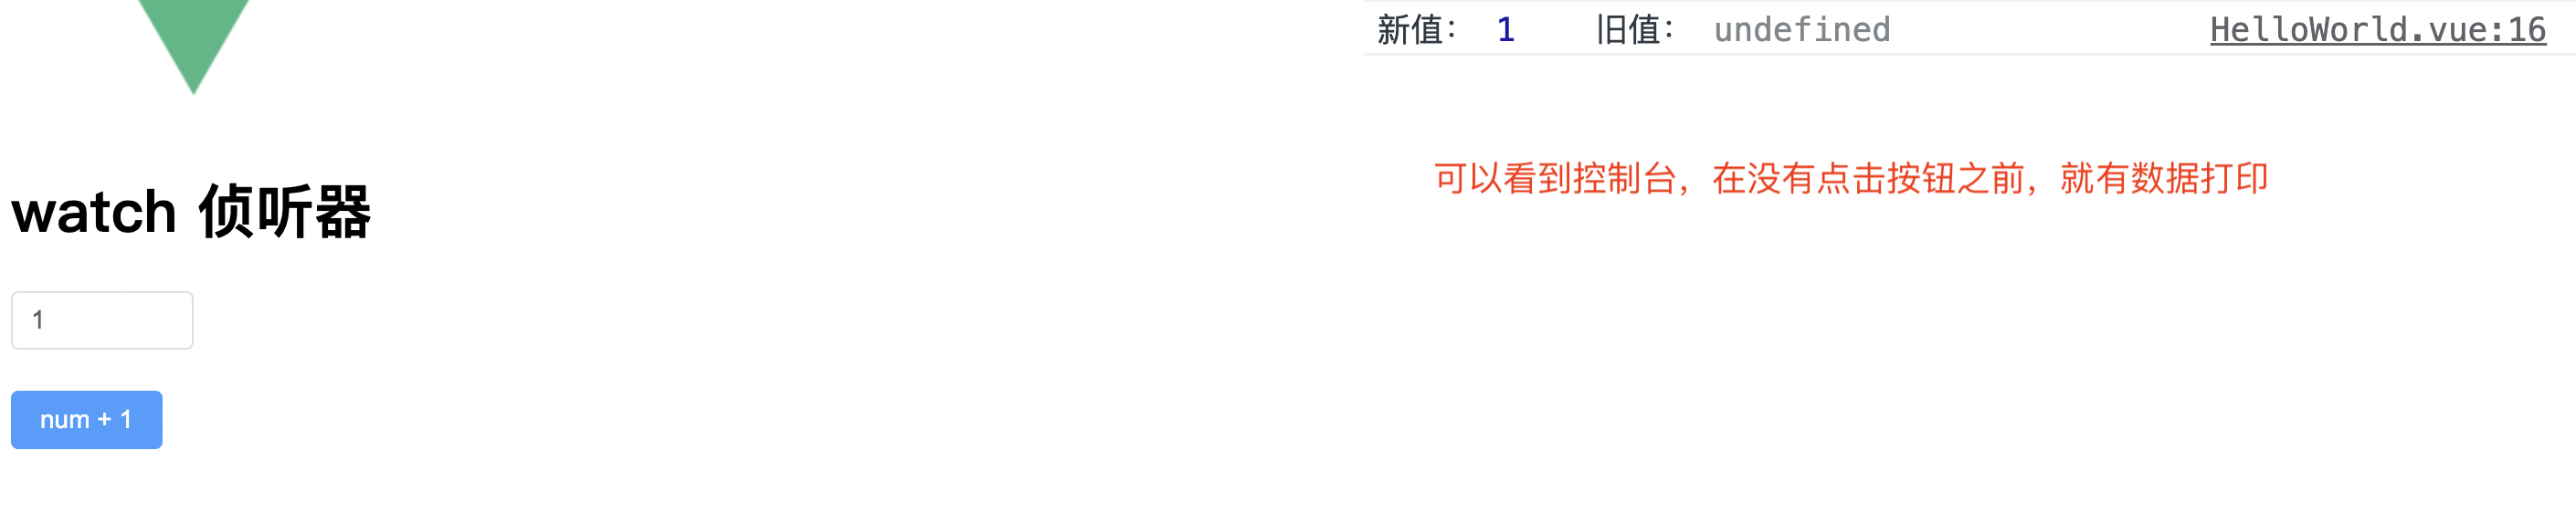 新值： 1 旧值： undefined HelloWorld.vue:16
可以看到控制台，在没有点击按钮之前，就有数据打印
watch 侦听器
1
num + 1